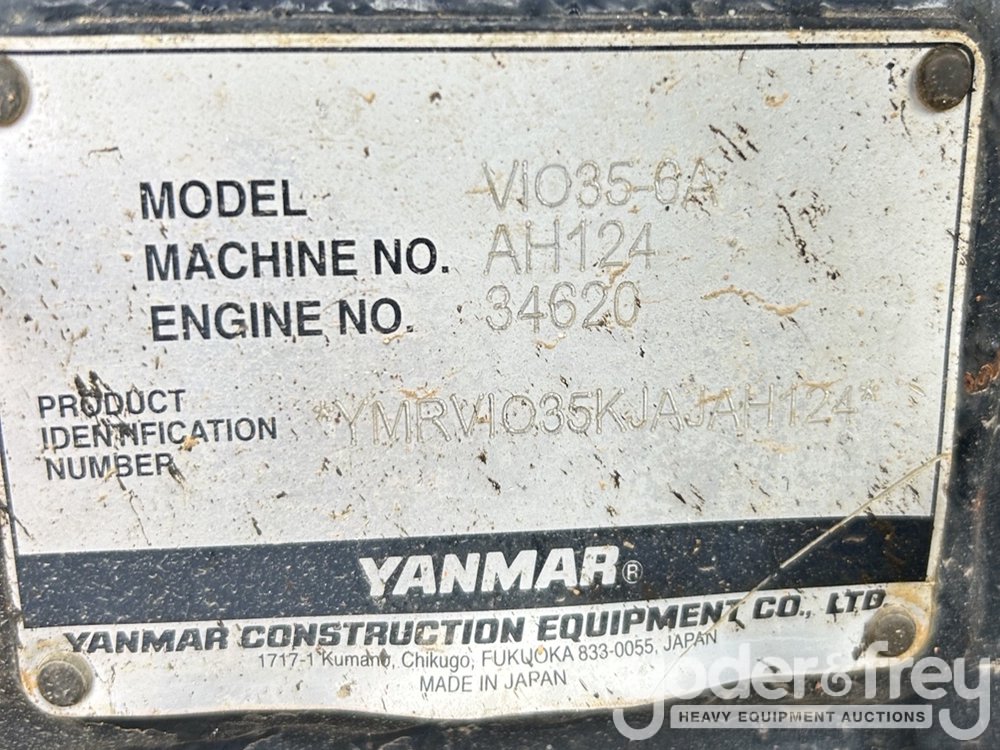 MODEL VIO35-6A
MACHINE NO. AH124
ENGINE NO. 34620
PRODUCT
IDENTIFICATION
NUMBER *YMRVIO35KJAJAH124*
YANMAR®
YANMAR CONSTRUCTION EQUIPMENT CO., LTD.
1717-1 Kumano, Chikugo, FUKUOKA 833-0055, JAPAN
MADE IN JAPAN
yoder&frey
HEAVY EQUIPMENT AUCTIONS